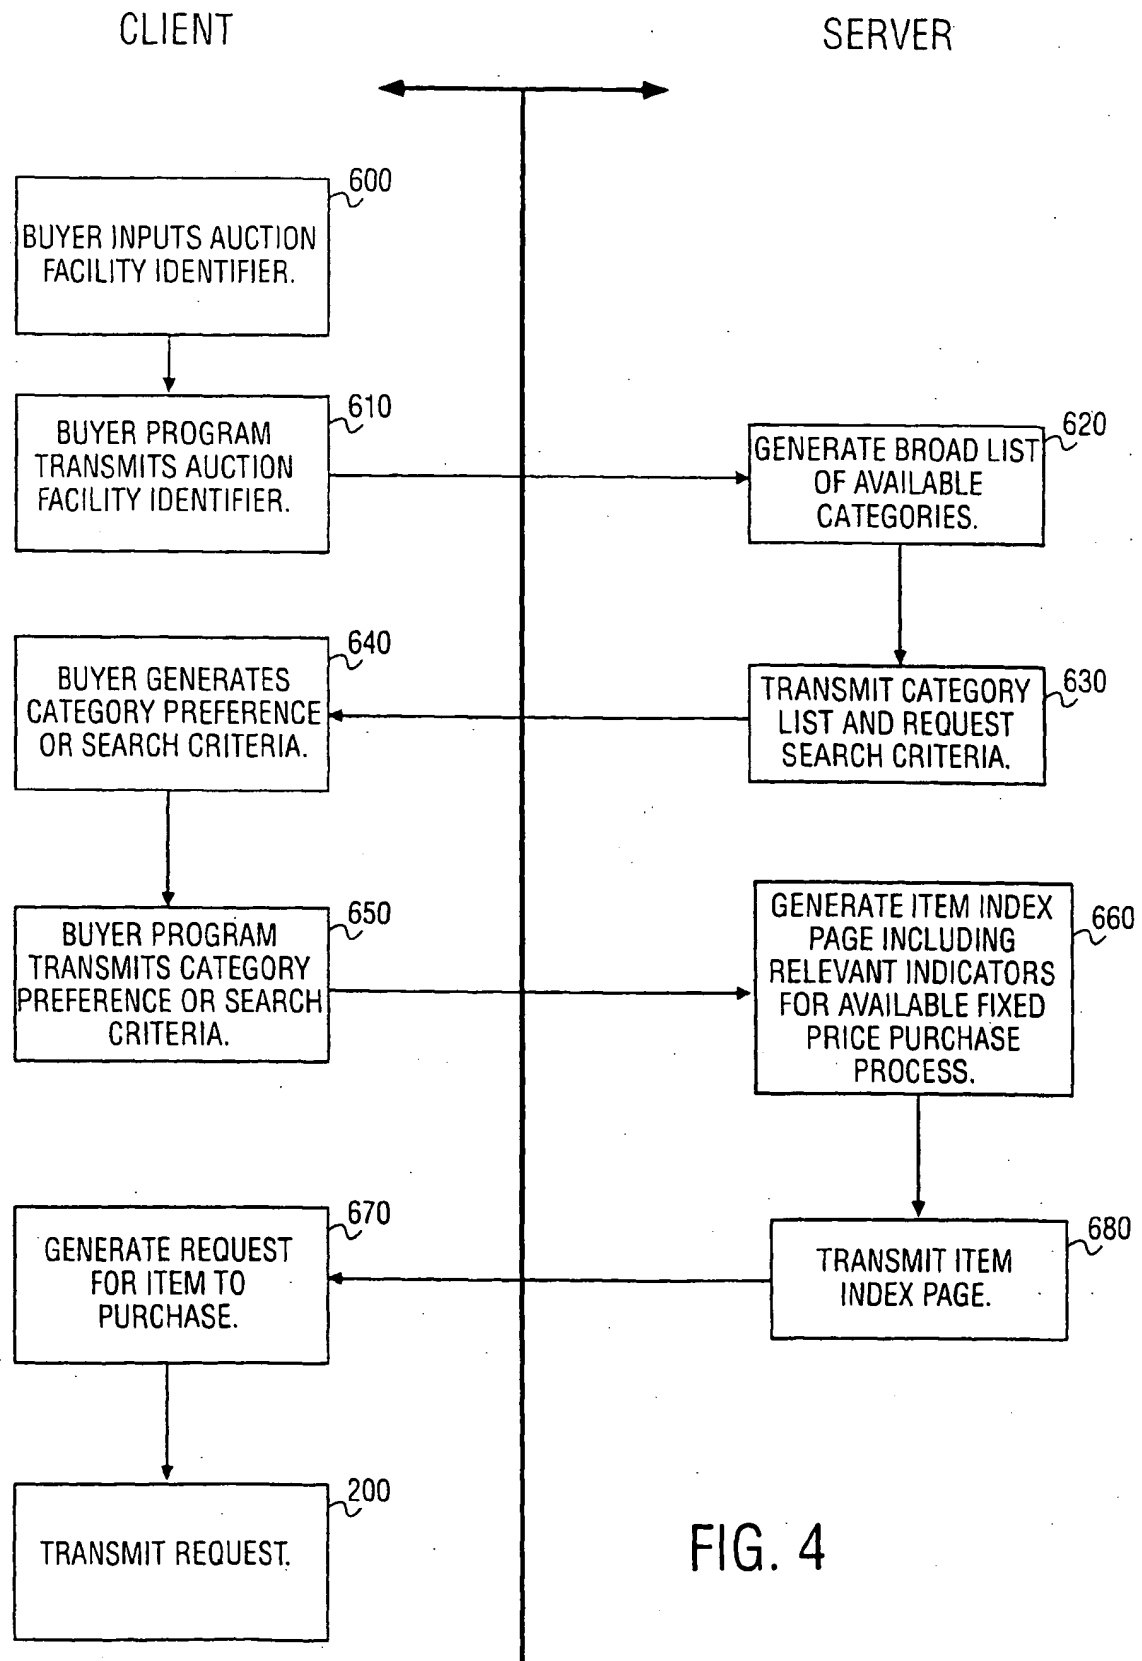 CLIENT
SERVER
600
BUYER INPUTS AUCTION
FACILITY IDENTIFIER.
610
BUYER PROGRAM
TRANSMITS AUCTION
FACILITY IDENTIFIER.
620
GENERATE BROAD LIST
OF AVAILABLE
CATEGORIES.
640
BUYER GENERATES
CATEGORY PREFERENCE
OR SEARCH CRITERIA.
630
TRANSMIT CATEGORY
LIST AND REQUEST
SEARCH CRITERIA.
650
BUYER PROGRAM
TRANSMITS CATEGORY
PREFERENCE OR SEARCH
CRITERIA.
660
GENERATE ITEM INDEX
PAGE INCLUDING
RELEVANT INDICATORS
FOR AVAILABLE FIXED
PRICE PURCHASE
PROCESS.
670
GENERATE REQUEST
FOR ITEM TO
PURCHASE.
680
TRANSMIT ITEM
INDEX PAGE.
200
TRANSMIT REQUEST.
FIG. 4